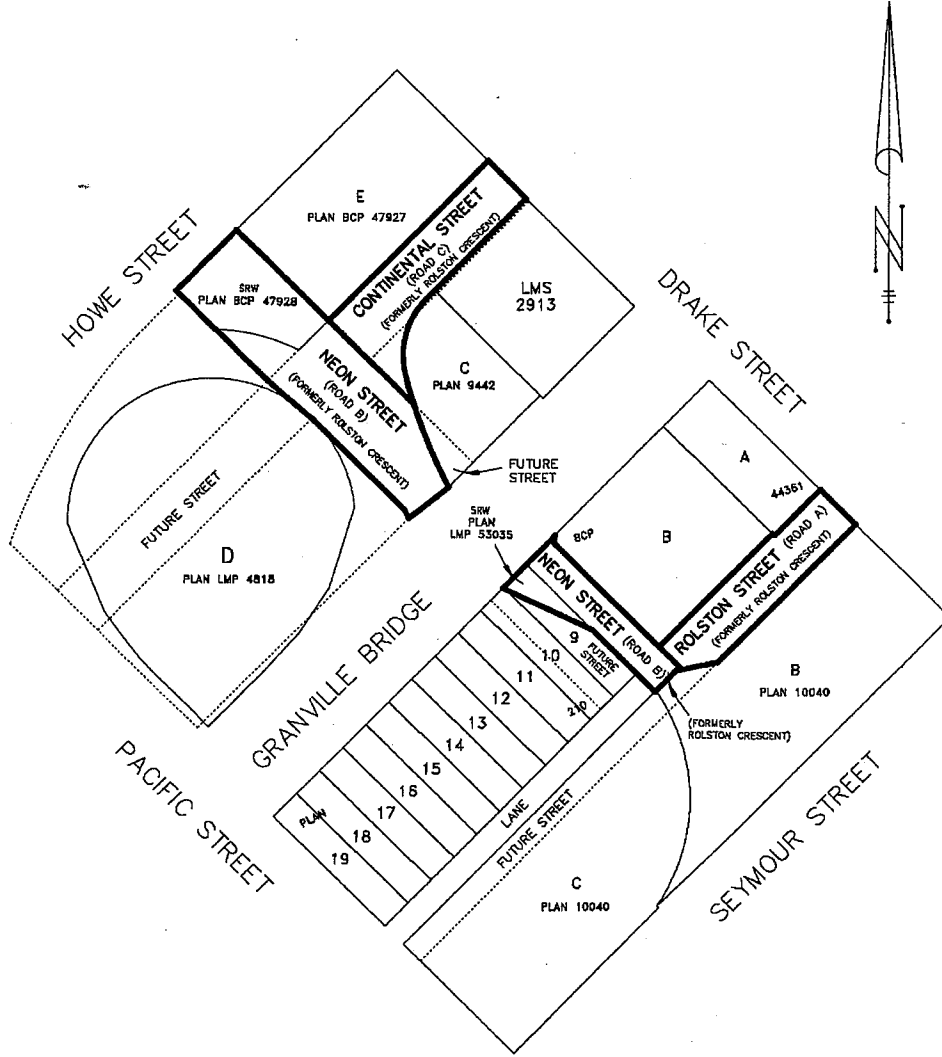 E
PLAN BCP 47927
CONTINENTAL STREET
(ROAD C)
(FORMERLY ROLSTON CRESCENT)
HOWE STREET
SRW
PLAN BCP 47928
LMS
2913
DRAKE STREET
NEON STREET
(ROAD B)
(FORMERLY ROLSTON CRESCENT)
C
PLAN 9442
FUTURE
STREET
FUTURE STREET
D
PLAN LMP 4818
SRW
PLAN
LMP 53035
BCP
A
44361
B
NEON STREET (ROAD B)
ROLSTON STREET (ROAD A)
(FORMERLY ROLSTON CRESCENT)
9
FUTURE
STREET
10
210
11
12
13
14
15
16
17
18
19
PLAN
B
PLAN 10040
(FORMERLY
ROLSTON CRESCENT)
GRANVILLE BRIDGE
PACIFIC STREET
LANE
FUTURE STREET
C
PLAN 10040
SEYMOUR STREET
N